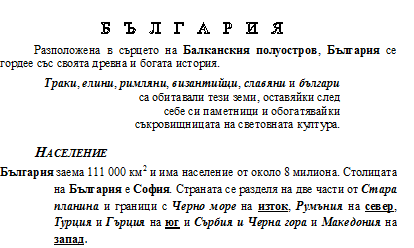 БЪЛГАРИЯ
Разположена в сърцето на Балканския полуостров, България се
гордее със своята древна и богата история.
Траки, елини, римляни, византийци, славяни и българи
са обитавали тези земи, оставяйки след
себе си паметници и обогатявайки
съкровищницата на световната култура.
НАСЕЛЕНИЕ
България заема 111 000 км² и има население от около 8 милиона. Столицата
на България е София. Страната се разделя на две части от Стара
планина и граници с Черно море на изток, Румъния на север,
Турция и Гърция на юг и Сърбия и Черна гора и Македония на
запад.